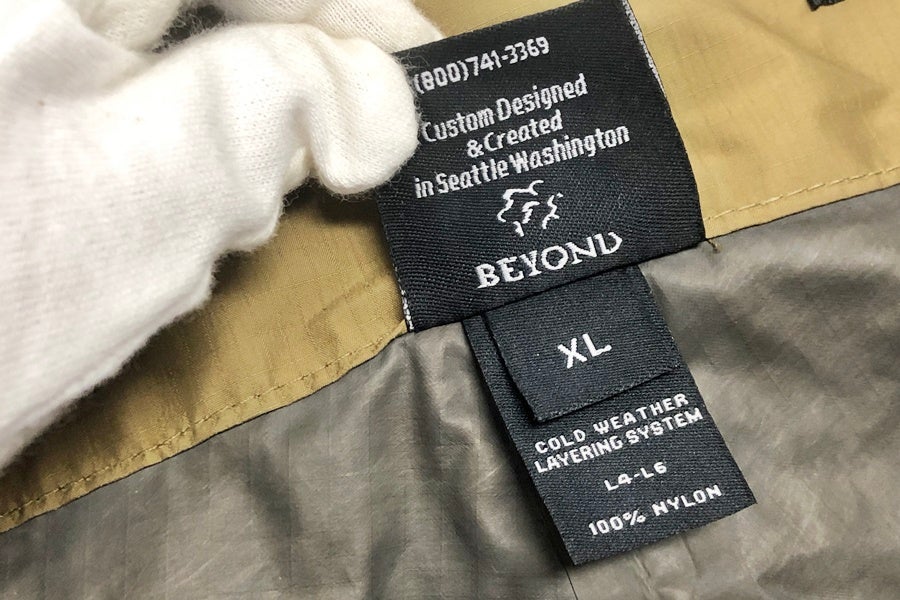 (800)741-3369
Custom Designed
& Created
in Seattle Washington
BEYOND
XL
COLD WEATHER
LAYERING SYSTEM
L4-L6
100% NYLON